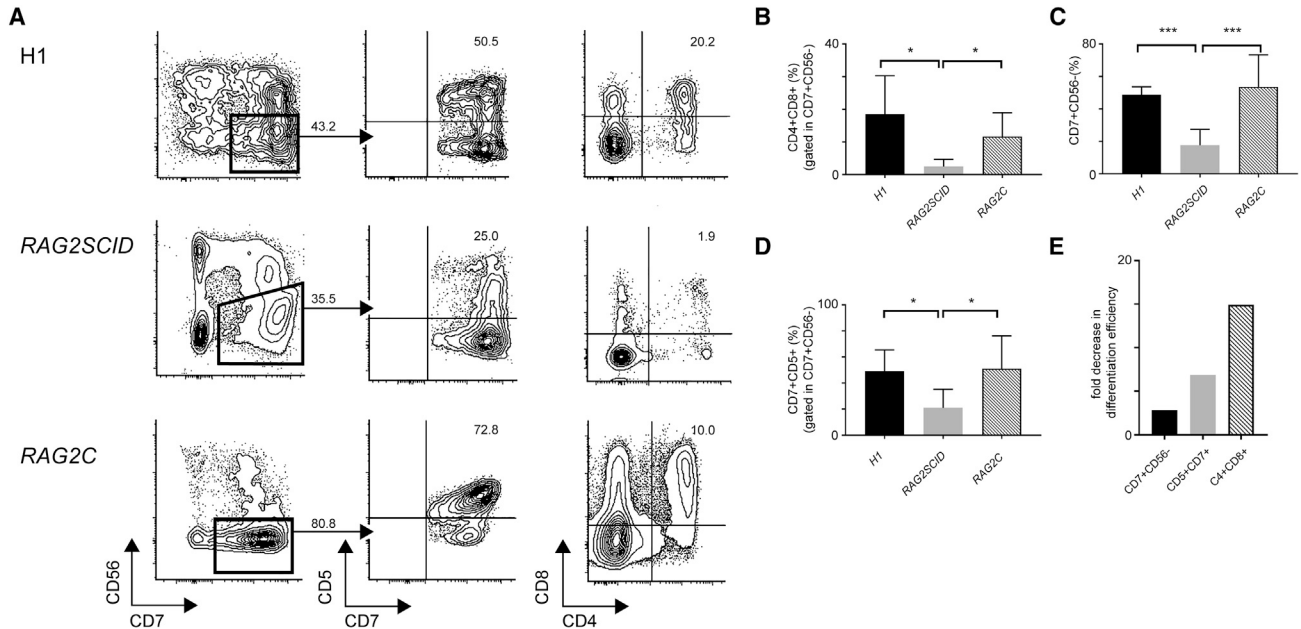 A
H1
43.2
50.5
20.2
RAG2SCID
35.5
25.0
1.9
RAG2C
80.8
72.8
10.0
CD56
CD7
CD5
CD7
CD8
CD4
B
CD4+CD8+ (%)
(gated in CD7+CD56-)
40
0
*
*
H1
RAG2SCID
RAG2C
C
CD7+CD56-(%)
80
0
***
***
H1
RAG2SCID
RAG2C
D
CD7+CD5+ (%)
(gated in CD7+CD56-)
100
0
*
*
H1
RAG2SCID
RAG2C
E
fold decrease in
differentiation efficiency
20
10
0
CD7+CD56-
CD5+CD7+
C4+CD8+